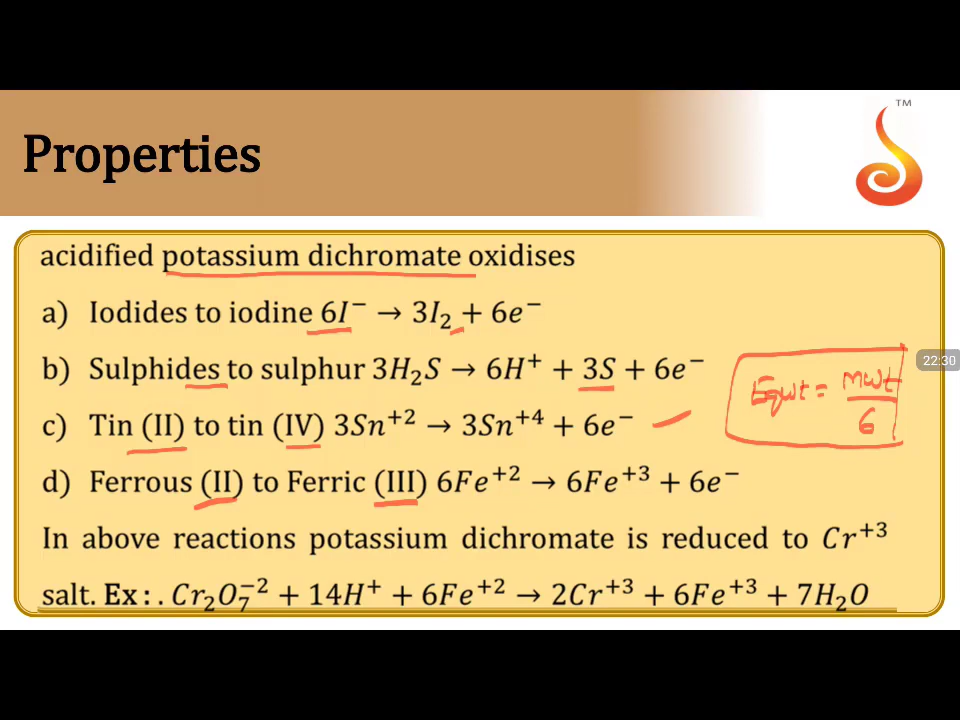 TM
Properties
acidified potassium dichromate oxidises
a) Iodides to iodine 6I⁻ → 3I₂ + 6e⁻
b) Sulphides to sulphur 3H₂S → 6H⁺ + 3S + 6e⁻
22:30
Eqwt = mwt/6
c) Tin (II) to tin (IV) 3Sn⁺² → 3Sn⁺⁴ + 6e⁻
d) Ferrous (II) to Ferric (III) 6Fe⁺² → 6Fe⁺³ + 6e⁻
In above reactions potassium dichromate is reduced to Cr⁺³
salt. Ex: . Cr₂O₇⁻² + 14H⁺ + 6Fe⁺² → 2Cr⁺³ + 6Fe⁺³ + 7H₂O